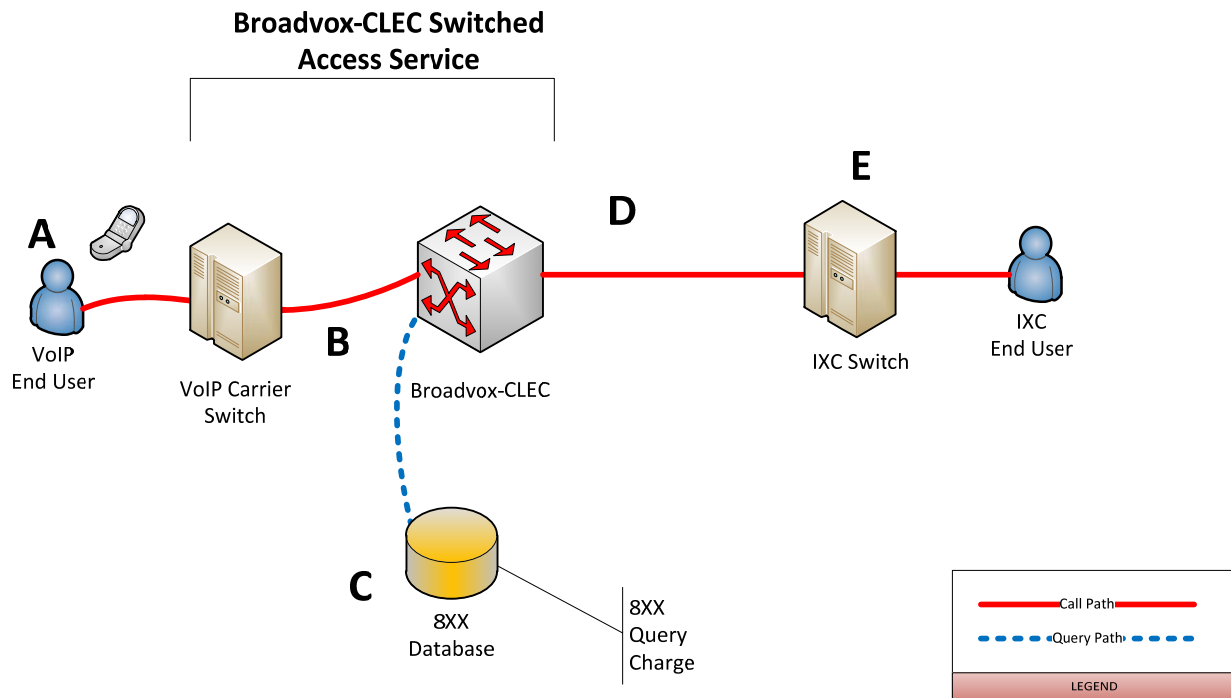 Broadvox-CLEC Switched
Access Service
A
B
C
D
E
VoIP
End User
VoIP Carrier
Switch
Broadvox-CLEC
IXC Switch
IXC
End User
8XX
Database
8XX
Query
Charge
Call Path
Query Path
LEGEND